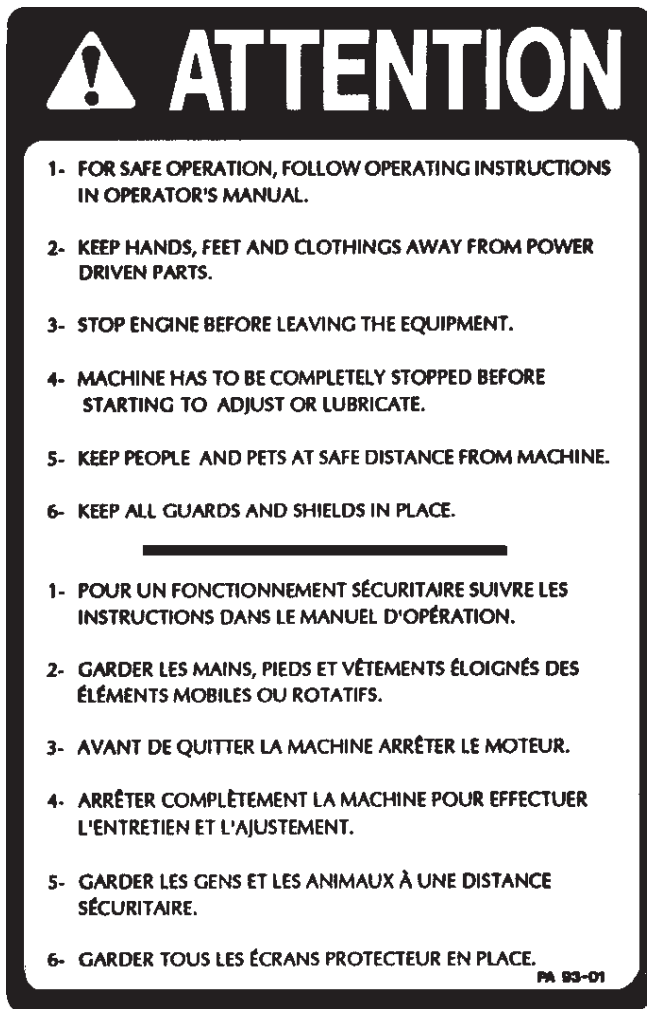 ATTENTION
1- FOR SAFE OPERATION, FOLLOW OPERATING INSTRUCTIONS
IN OPERATOR'S MANUAL.
2- KEEP HANDS, FEET AND CLOTHINGS AWAY FROM POWER
DRIVEN PARTS.
3- STOP ENGINE BEFORE LEAVING THE EQUIPMENT.
4- MACHINE HAS TO BE COMPLETELY STOPPED BEFORE
STARTING TO ADJUST OR LUBRICATE.
5- KEEP PEOPLE AND PETS AT SAFE DISTANCE FROM MACHINE.
6- KEEP ALL GUARDS AND SHIELDS IN PLACE.
1- POUR UN FONCTIONNEMENT SÉCURITAIRE SUIVRE LES
INSTRUCTIONS DANS LE MANUEL D'OPÉRATION.
2- GARDER LES MAINS, PIEDS ET VÊTEMENTS ÉLOIGNÉS DES
ÉLÉMENTS MOBILES OU ROTATIFS.
3- AVANT DE QUITTER LA MACHINE ARRÊTER LE MOTEUR.
4- ARRÊTER COMPLÈTEMENT LA MACHINE POUR EFFECTUER
L'ENTRETIEN ET L'AJUSTEMENT.
5- GARDER LES GENS ET LES ANIMAUX À UNE DISTANCE
SÉCURITAIRE.
6- GARDER TOUS LES ÉCRANS PROTECTEUR EN PLACE.
PA 93-01